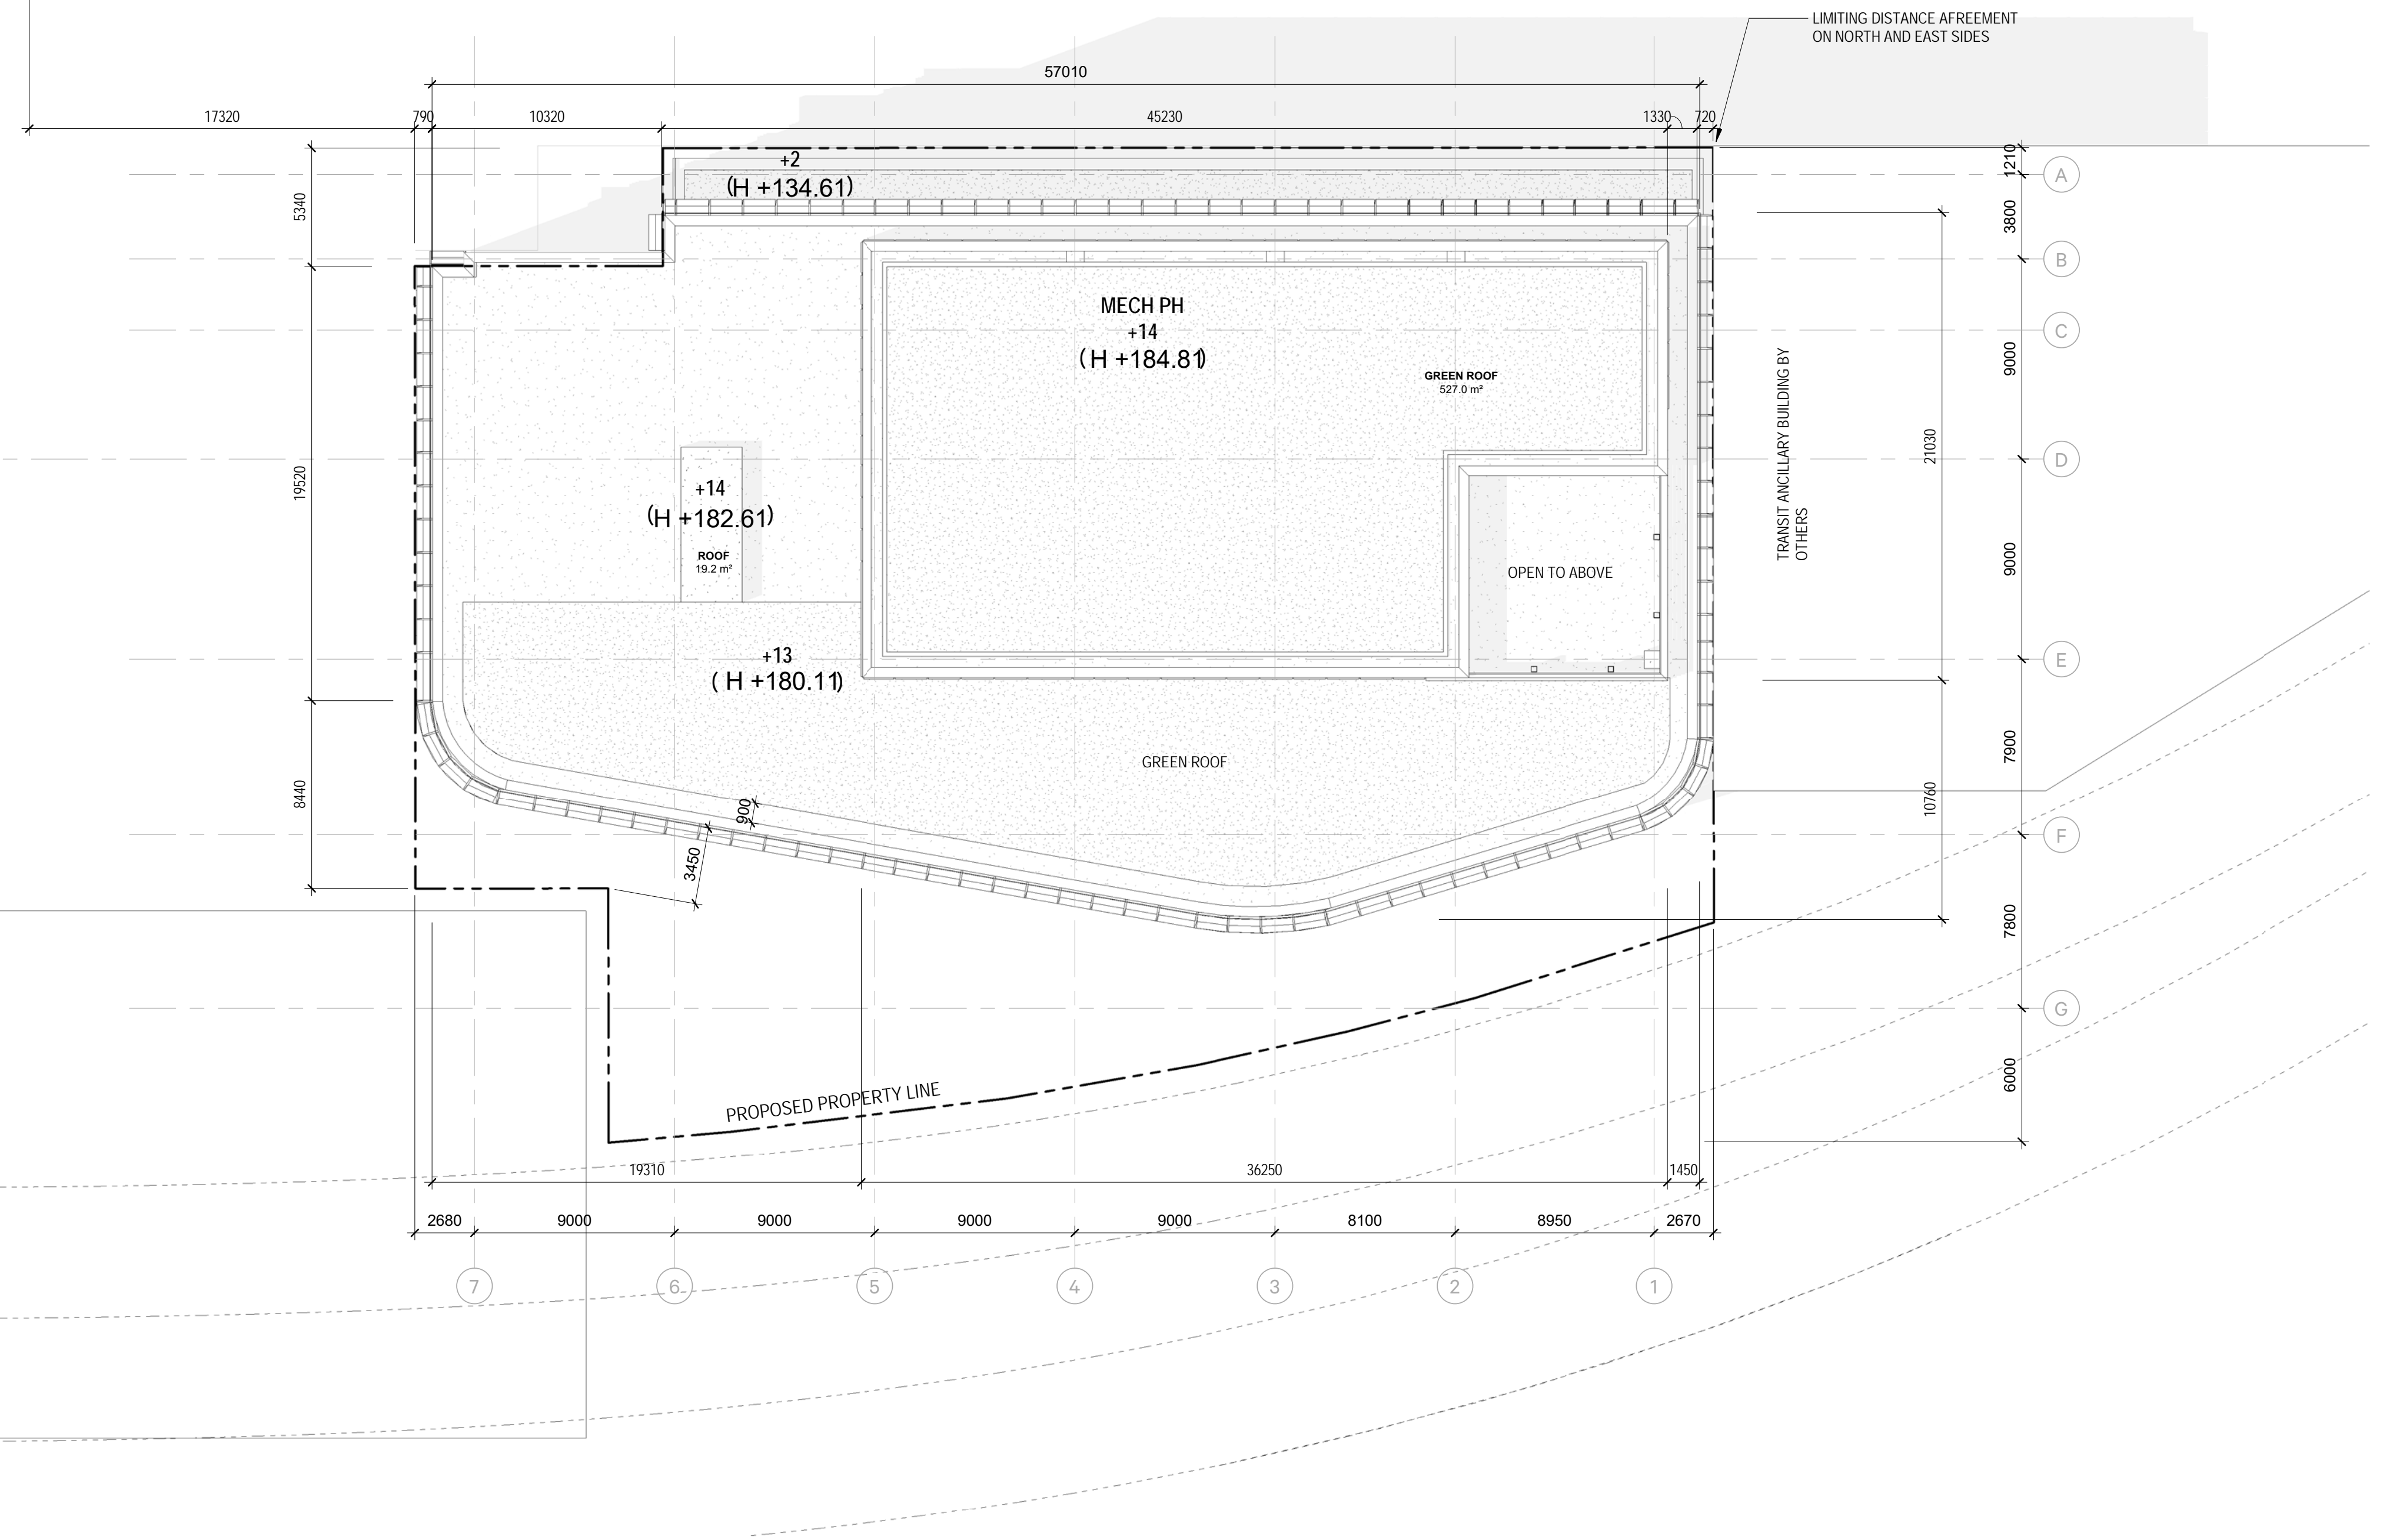 LIMITING DISTANCE AFREEMENT
ON NORTH AND EAST SIDES
57010
17320
790
10320
45230
1330
720
+2
(H +134.61)
5340
19520
8440
1210
3800
9000
9000
7900
7800
6000
A
B
C
D
E
F
G
21030
10760
TRANSIT ANCILLARY BUILDING BY
OTHERS
MECH PH
+14
(H +184.81)
GREEN ROOF
527.0 m²
+14
(H +182.61)
ROOF
19.2 m²
OPEN TO ABOVE
+13
( H +180.11)
GREEN ROOF
900
3450
PROPOSED PROPERTY LINE
19310
36250
1450
2680
9000
9000
9000
9000
8100
8950
2670
7
6
5
4
3
2
1